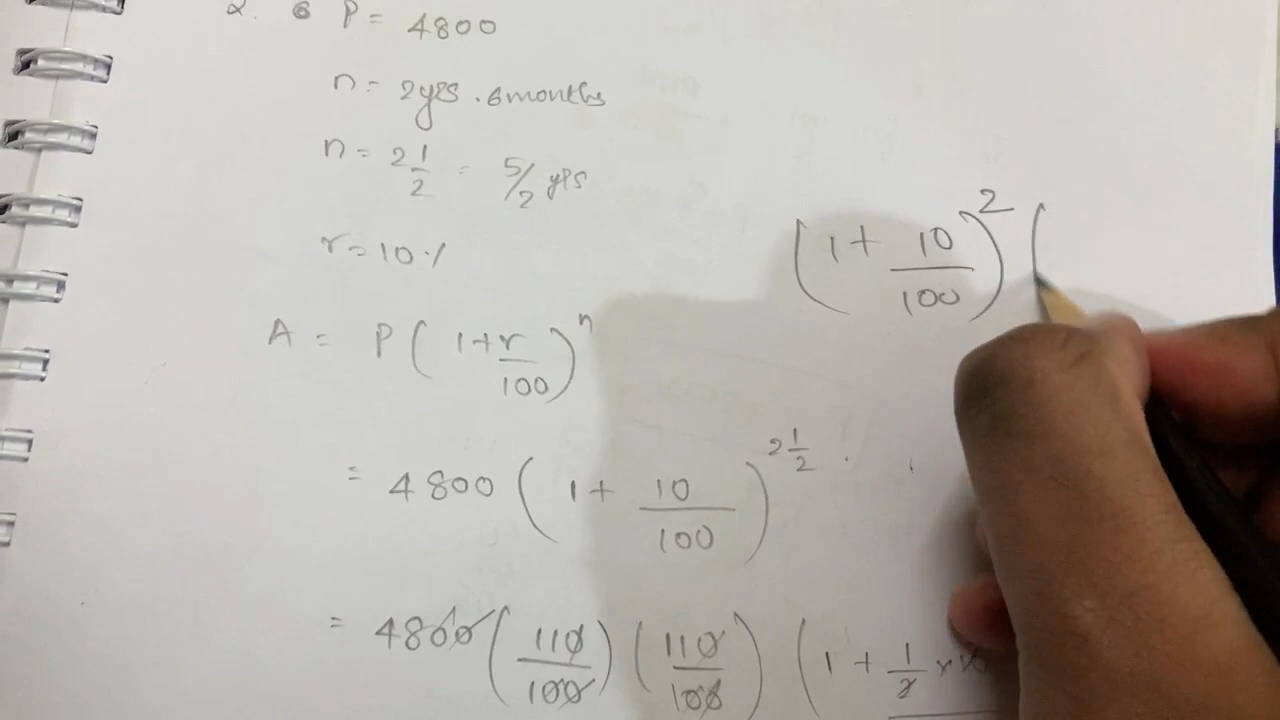 2. 6 P = 4800
n = 2yrs . 6months
n = 2 1/2 = 5/2 yrs
r = 10 %
(1 + 10/100)^2 (
A = P ( 1 + r/100 )^n
= 4800 ( 1 + 10/100 )^2 1/2
= 4800 ( 110/100 ) ( 110/100 ) ( 1 + 1/2 ×